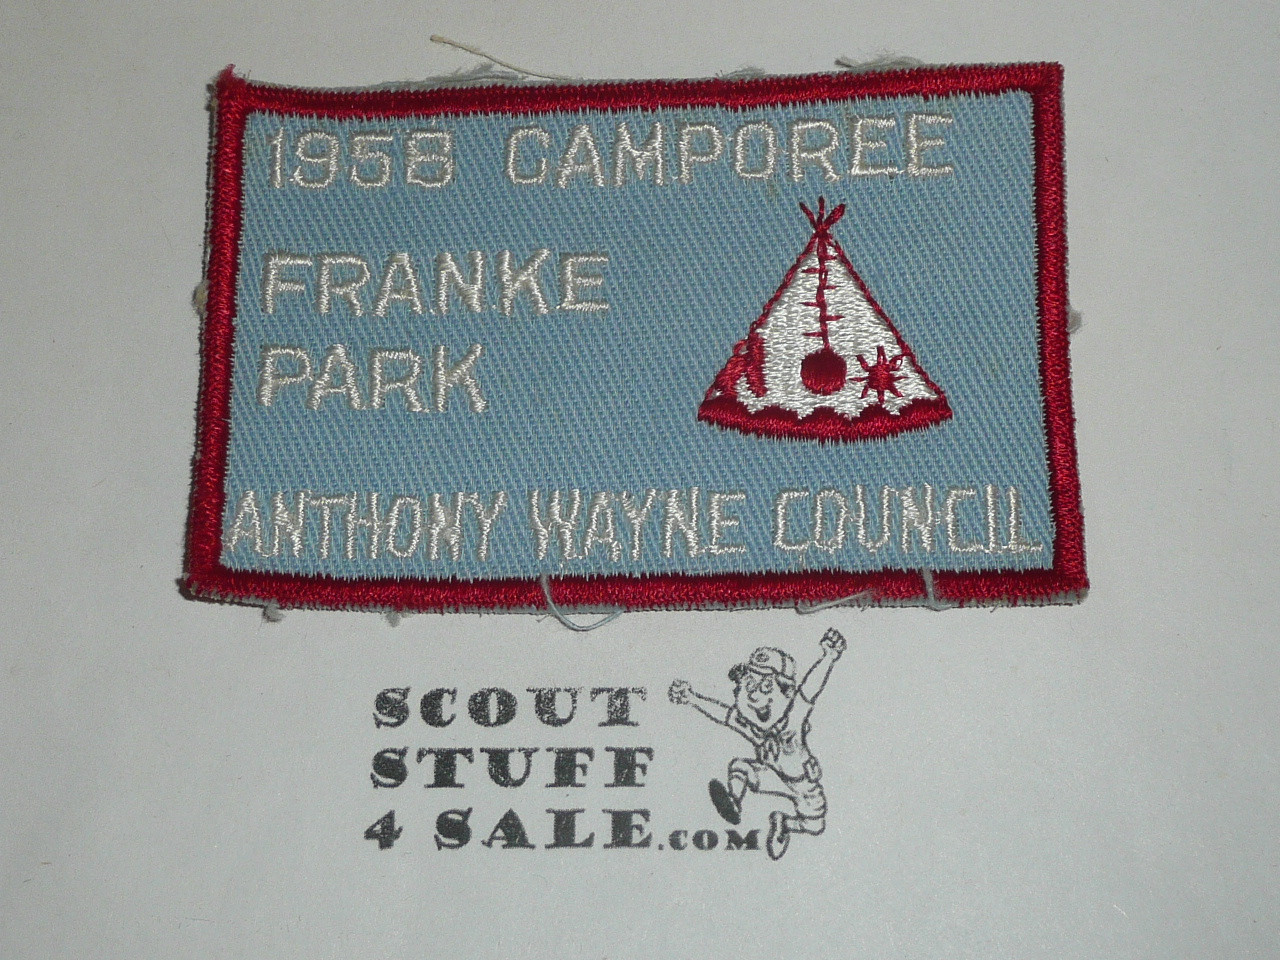 1958 CAMPOREE
FRANKE
PARK
ANTHONY WAYNE COUNCIL
SCOUT
STUFF
4 SALE.COM